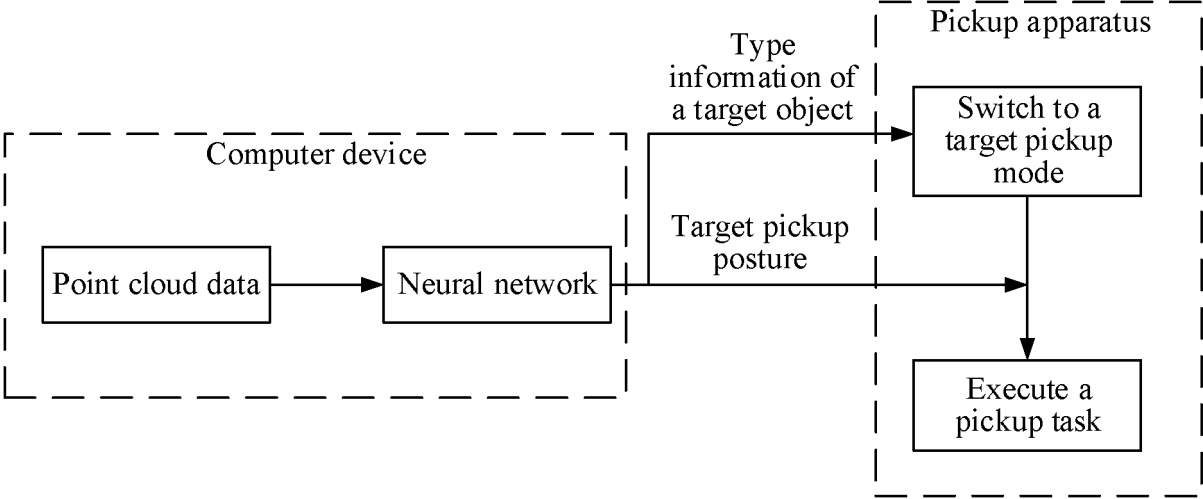 Pickup apparatus
Type
information of
a target object
Switch to a
target pickup
mode
Computer device
Target pickup
posture
Point cloud data
Neural network
Execute a
pickup task